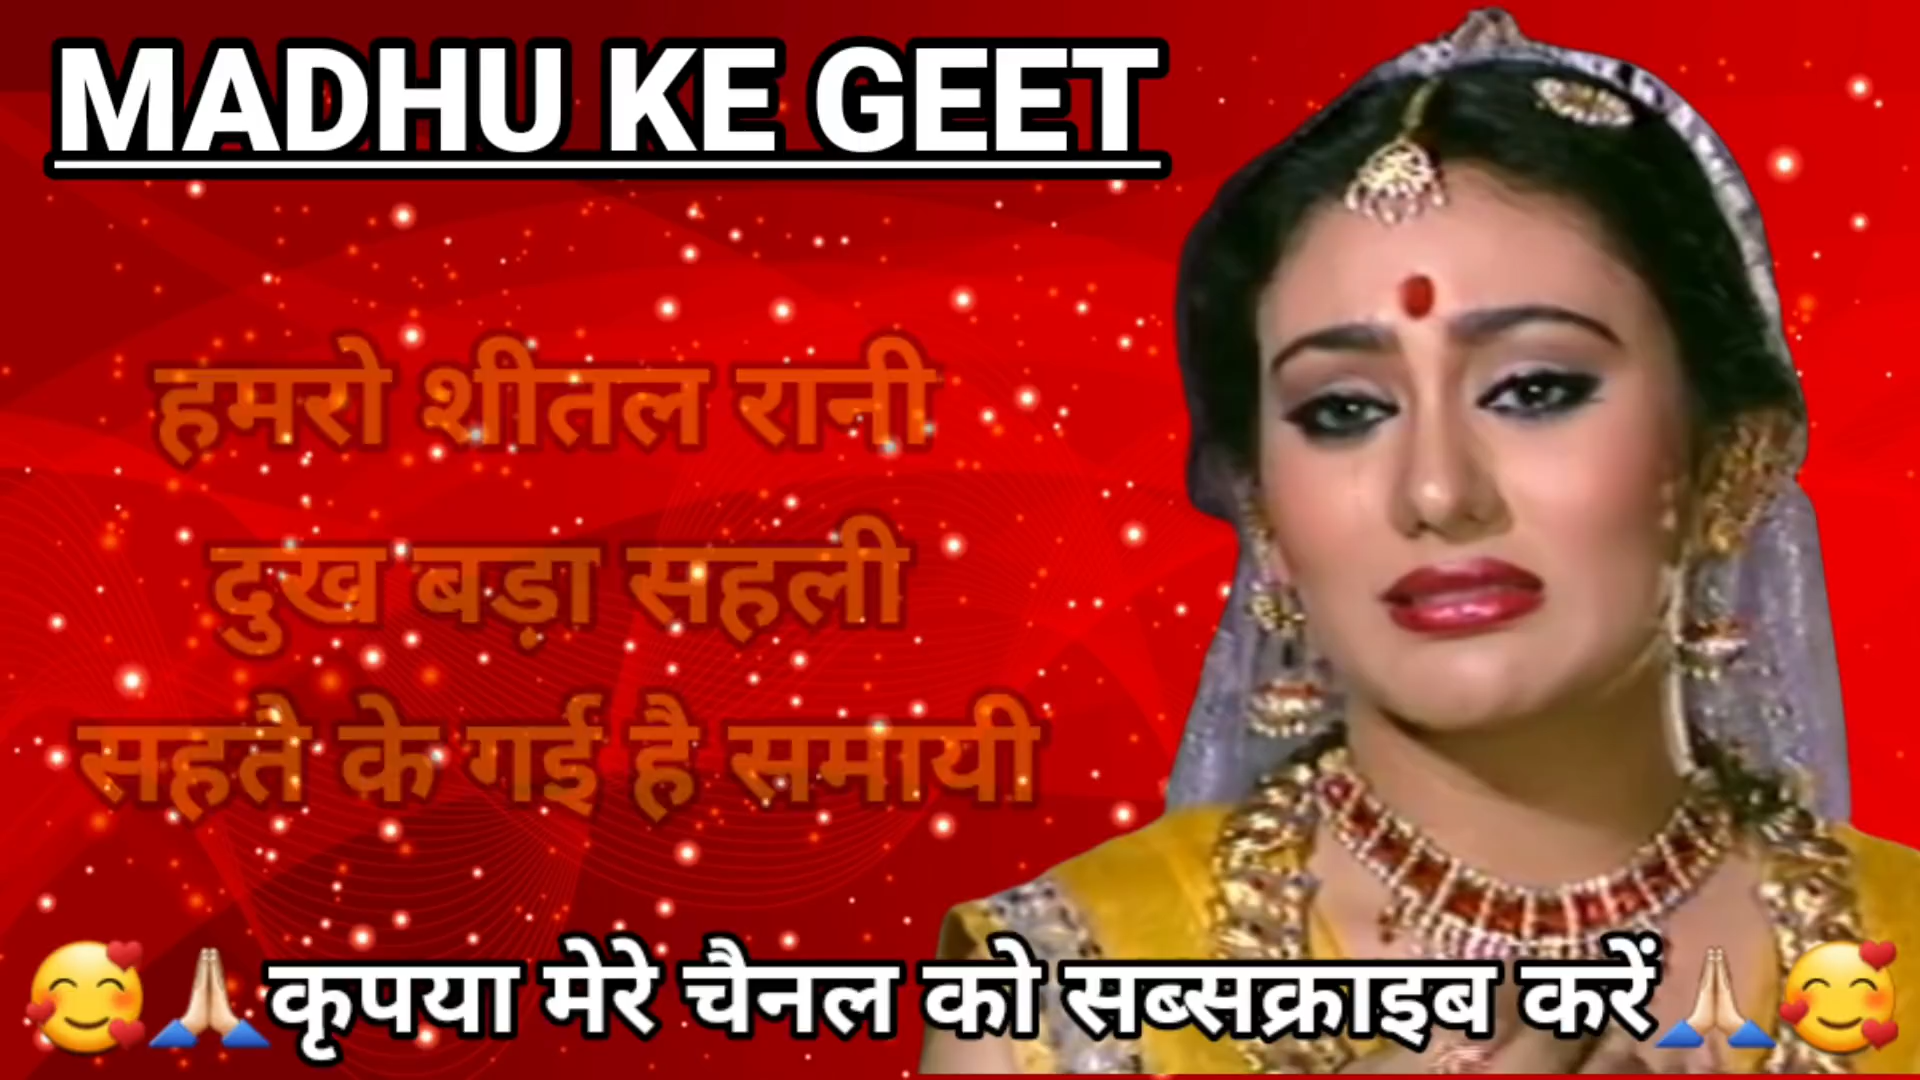 MADHU KE GEET
हमरो शीतल रानी
दुख बड़ा सहली
सहतै के गई है समायी
🥰🙏🏻कृपया मेरे चैनल को सब्सक्राइब करें🙏🏻🥰